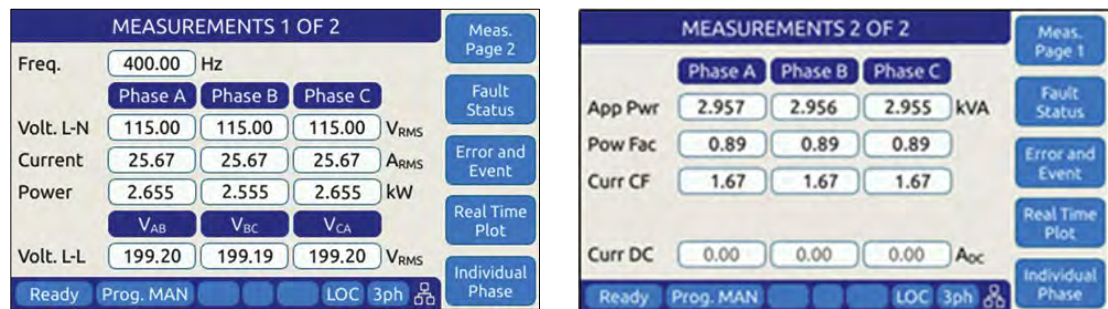 MEASUREMENTS 1 OF 2
Meas. Page 2
Freq. 400.00 Hz
Phase A Phase B Phase C
Fault Status
Volt. L-N 115.00 115.00 115.00 VRMS
Current 25.67 25.67 25.67 ARMS
Error and Event
Power 2.655 2.555 2.655 kW
VAB VBC VCA
Real Time Plot
Volt. L-L 199.20 199.19 199.20 VRMS
Individual Phase
Ready Prog. MAN LOC 3ph
MEASUREMENTS 2 OF 2
Meas. Page 1
Phase A Phase B Phase C
Fault Status
App Pwr 2.957 2.956 2.955 kVA
Pow Fac 0.89 0.89 0.89
Error and Event
Curr CF 1.67 1.67 1.67
Real Time Plot
Curr DC 0.00 0.00 0.00 ADC
Individual Phase
Ready Prog. MAN LOC 3ph